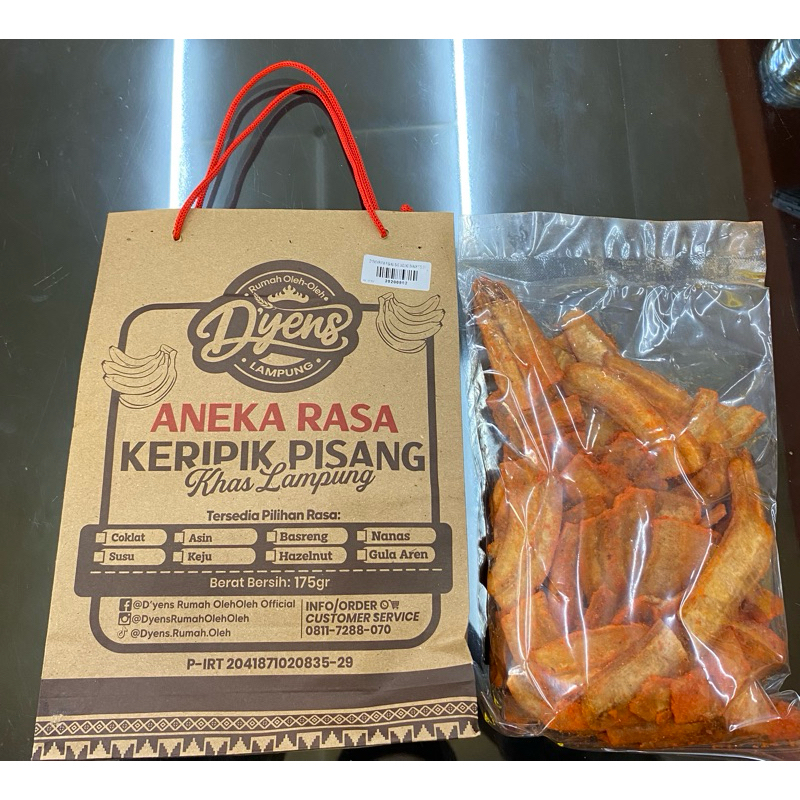 Rumah Oleh-Oleh
D'yens
LAMPUNG
20200812
ANEKA RASA
KERIPIK PISANG
Khas Lampung
Tersedia Pilihan Rasa:
Coklat Asin Basreng Nanas
Susu Keju Hazelnut Gula Aren
Berat Bersih: 175gr
@D'yens Rumah OlehOleh Official
@DyensRumahOlehOleh
@Dyens.Rumah.Oleh
INFO/ORDER
CUSTOMER SERVICE
0811-7288-070
P-IRT 2041871020835-29